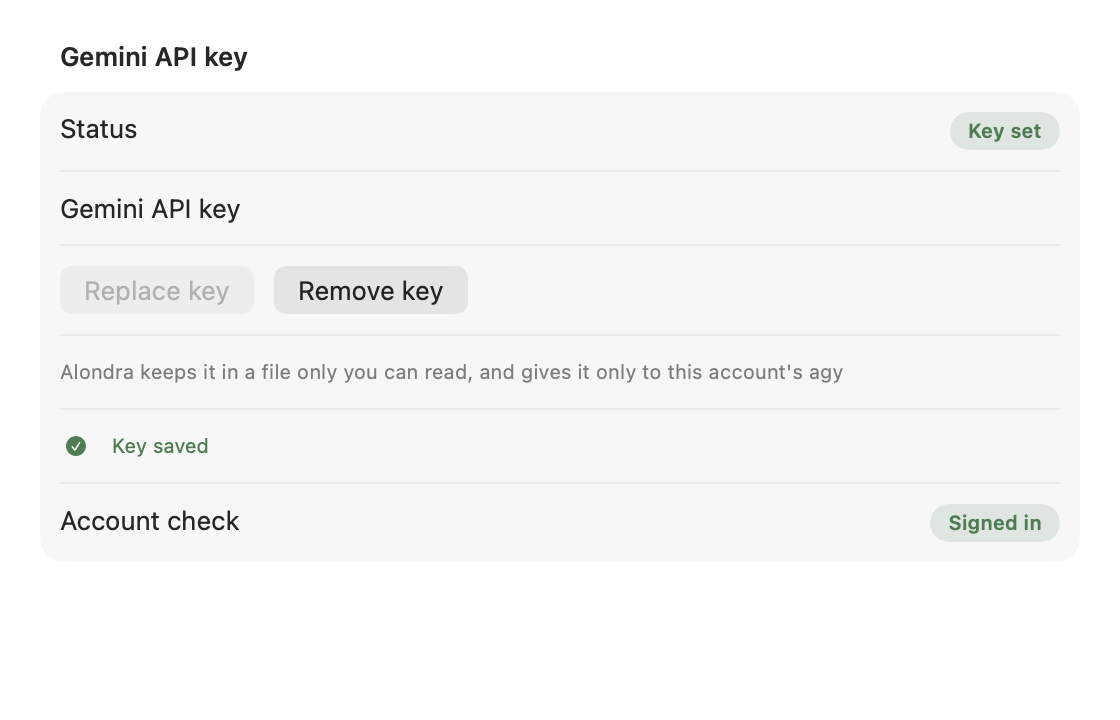 Gemini API key
Status
Key set
Gemini API key
Replace key
Remove key
Alondra keeps it in a file only you can read, and gives it only to this account's agy
Key saved
Account check
Signed in